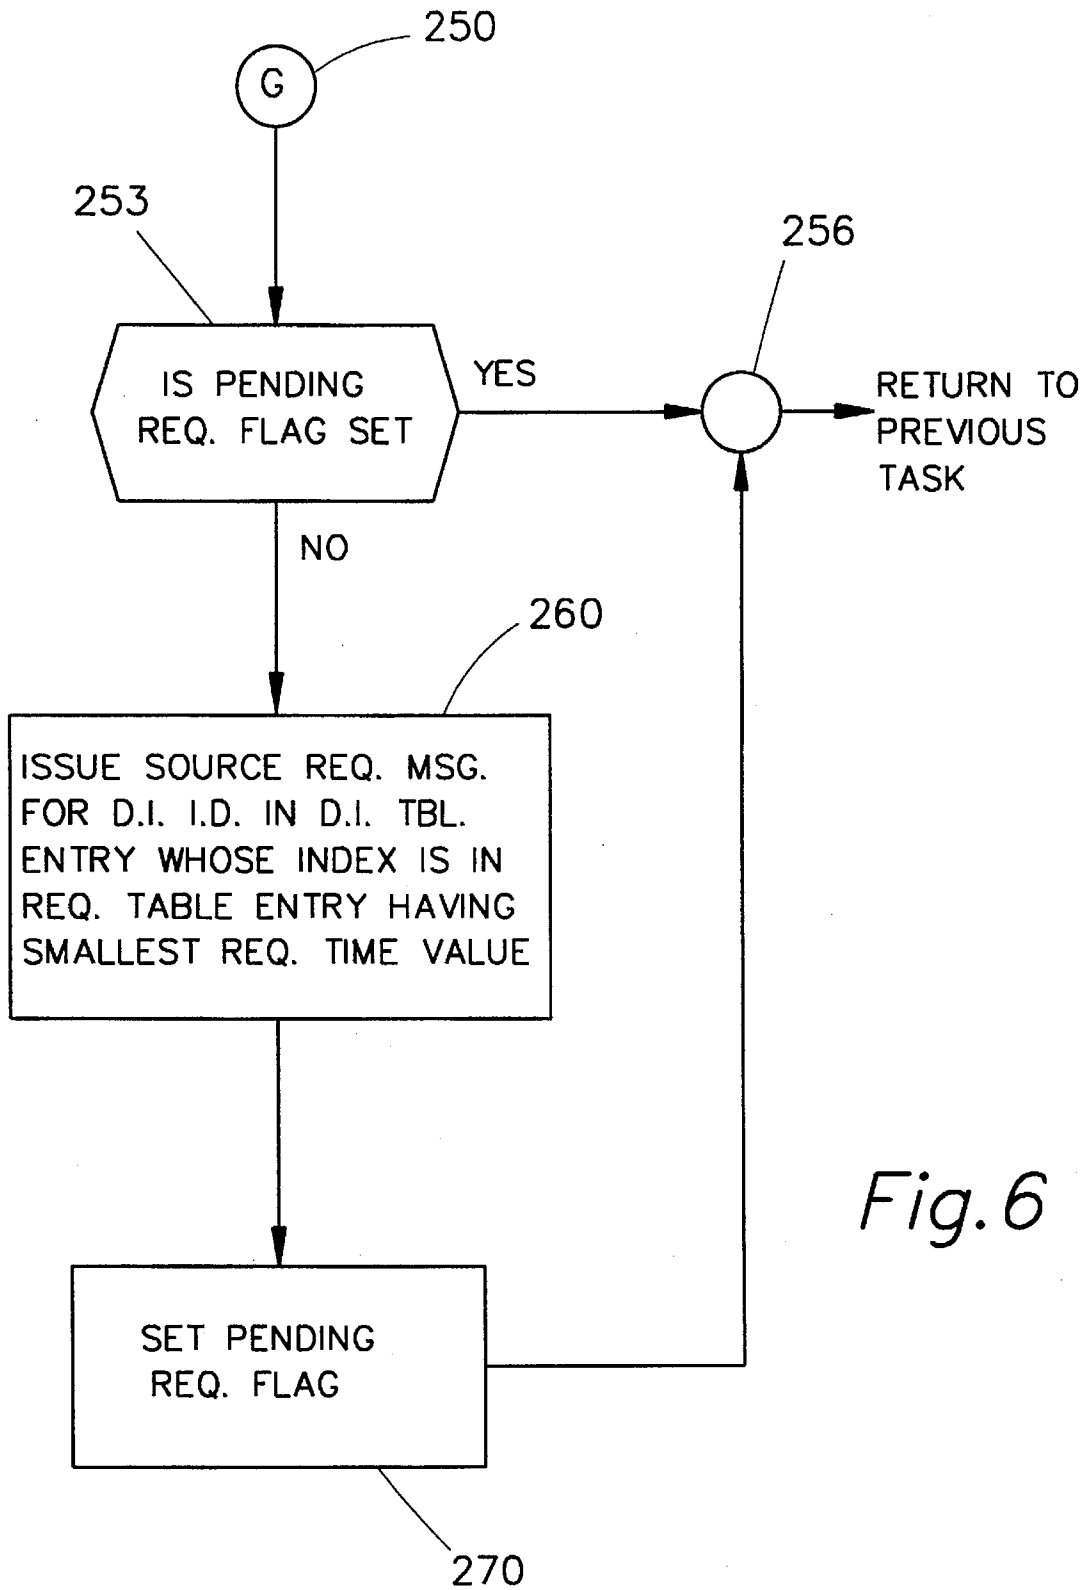 250
G
253
256
IS PENDING
REQ. FLAG SET
YES
RETURN TO
PREVIOUS
TASK
NO
260
ISSUE SOURCE REQ. MSG.
FOR D.I. I.D. IN D.I. TBL.
ENTRY WHOSE INDEX IS IN
REQ. TABLE ENTRY HAVING
SMALLEST REQ. TIME VALUE
Fig. 6
SET PENDING
REQ. FLAG
270